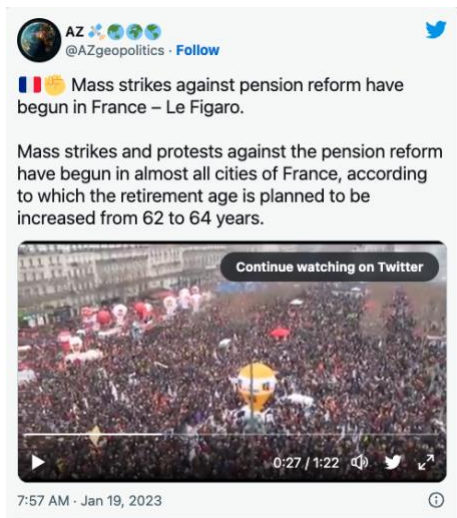 AZ
@AZgeopolitics · Follow
Mass strikes against pension reform have
begun in France – Le Figaro.
Mass strikes and protests against the pension reform
have begun in almost all cities of France, according
to which the retirement age is planned to be
increased from 62 to 64 years.
Continue watching on Twitter
0:27 / 1:22
7:57 AM · Jan 19, 2023